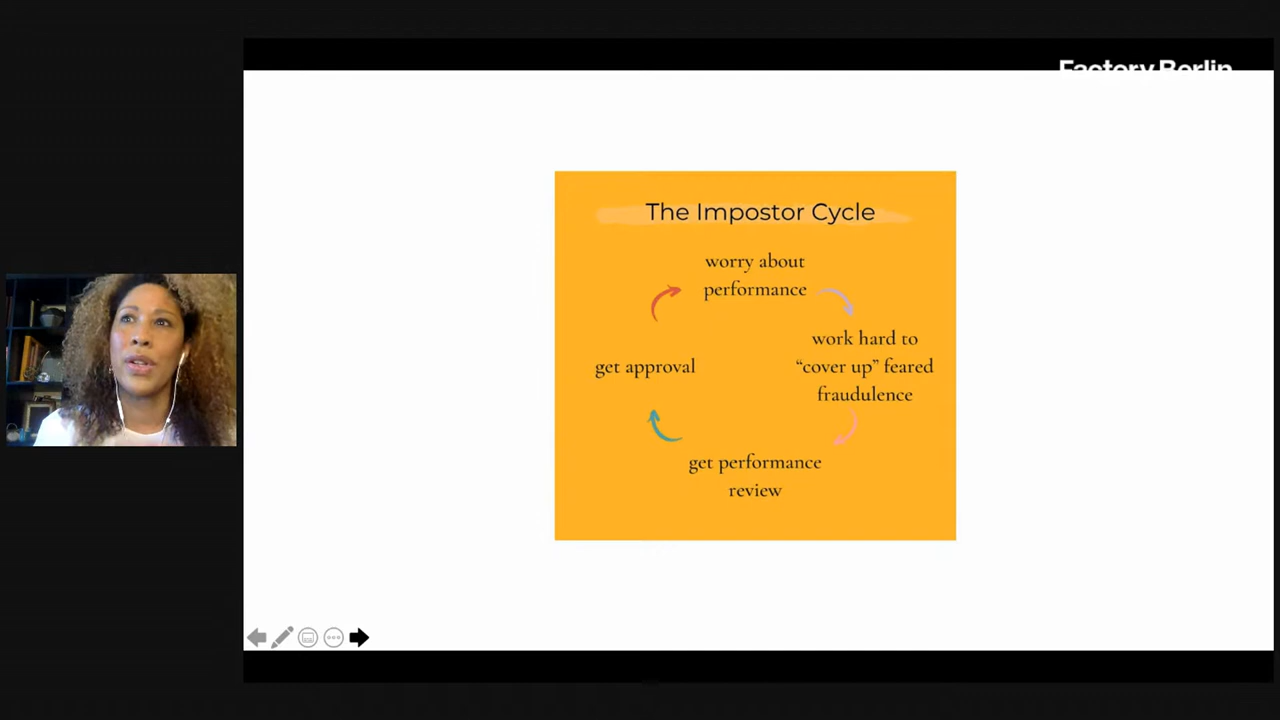 Factory Berlin
The Impostor Cycle
worry about
performance
work hard to
“cover up” feared
fraudulence
get approval
get performance
review